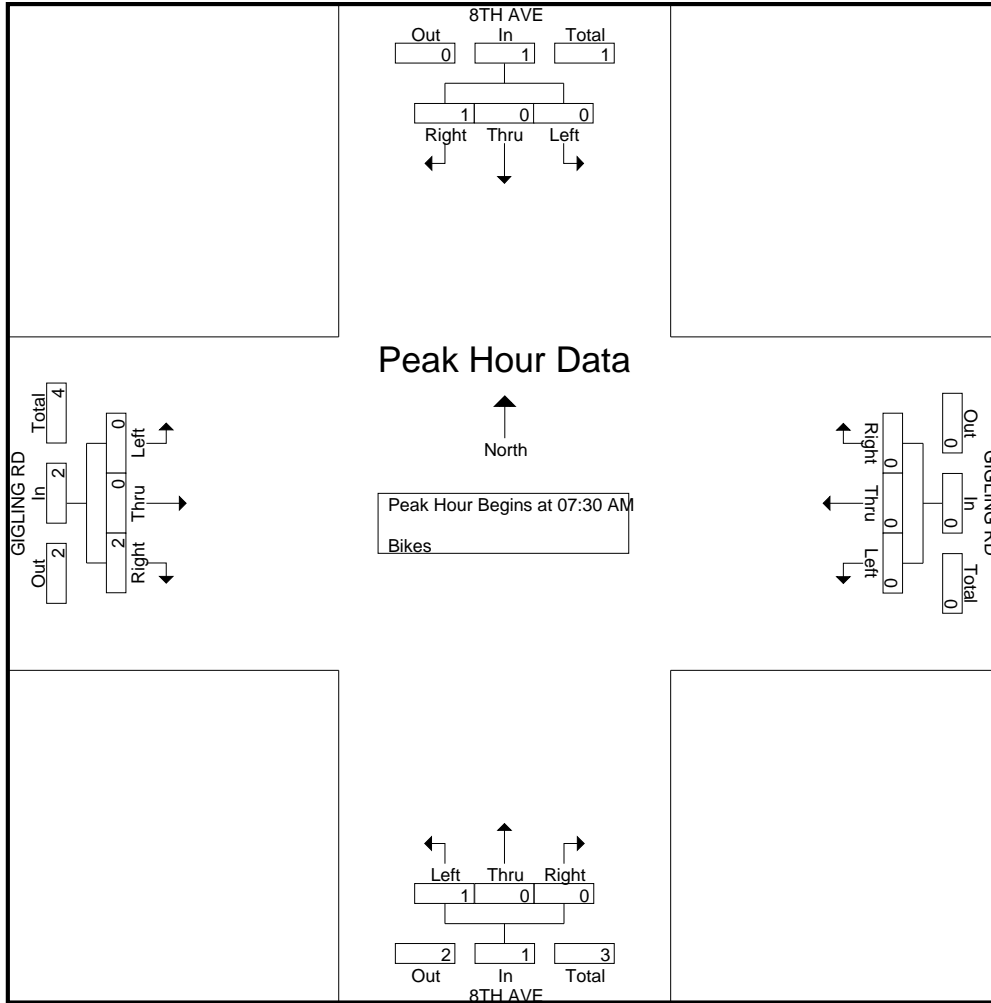 8TH AVE
Out In Total
0 1 1
1 0 0
Right Thru Left
Peak Hour Data
North
Peak Hour Begins at 07:30 AM
Bikes
GIGLING RD
Total In Out
4 2 2
0 0 2
Left Thru Right
Right Thru Left
0 0 0
Out In Total
0 0 0
GIGLING RD
Left Thru Right
1 0 0
2 1 3
Out In Total
8TH AVE